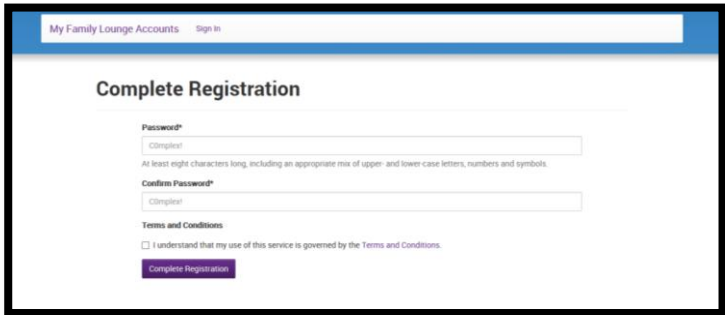 My Family Lounge Accounts Sign In
Complete Registration
Password*
C0mplex!
At least eight characters long, including an appropriate mix of upper- and lower-case letters, numbers and symbols.
Confirm Password*
C0mplex!
Terms and Conditions
I understand that my use of this service is governed by the Terms and Conditions.
Complete Registration